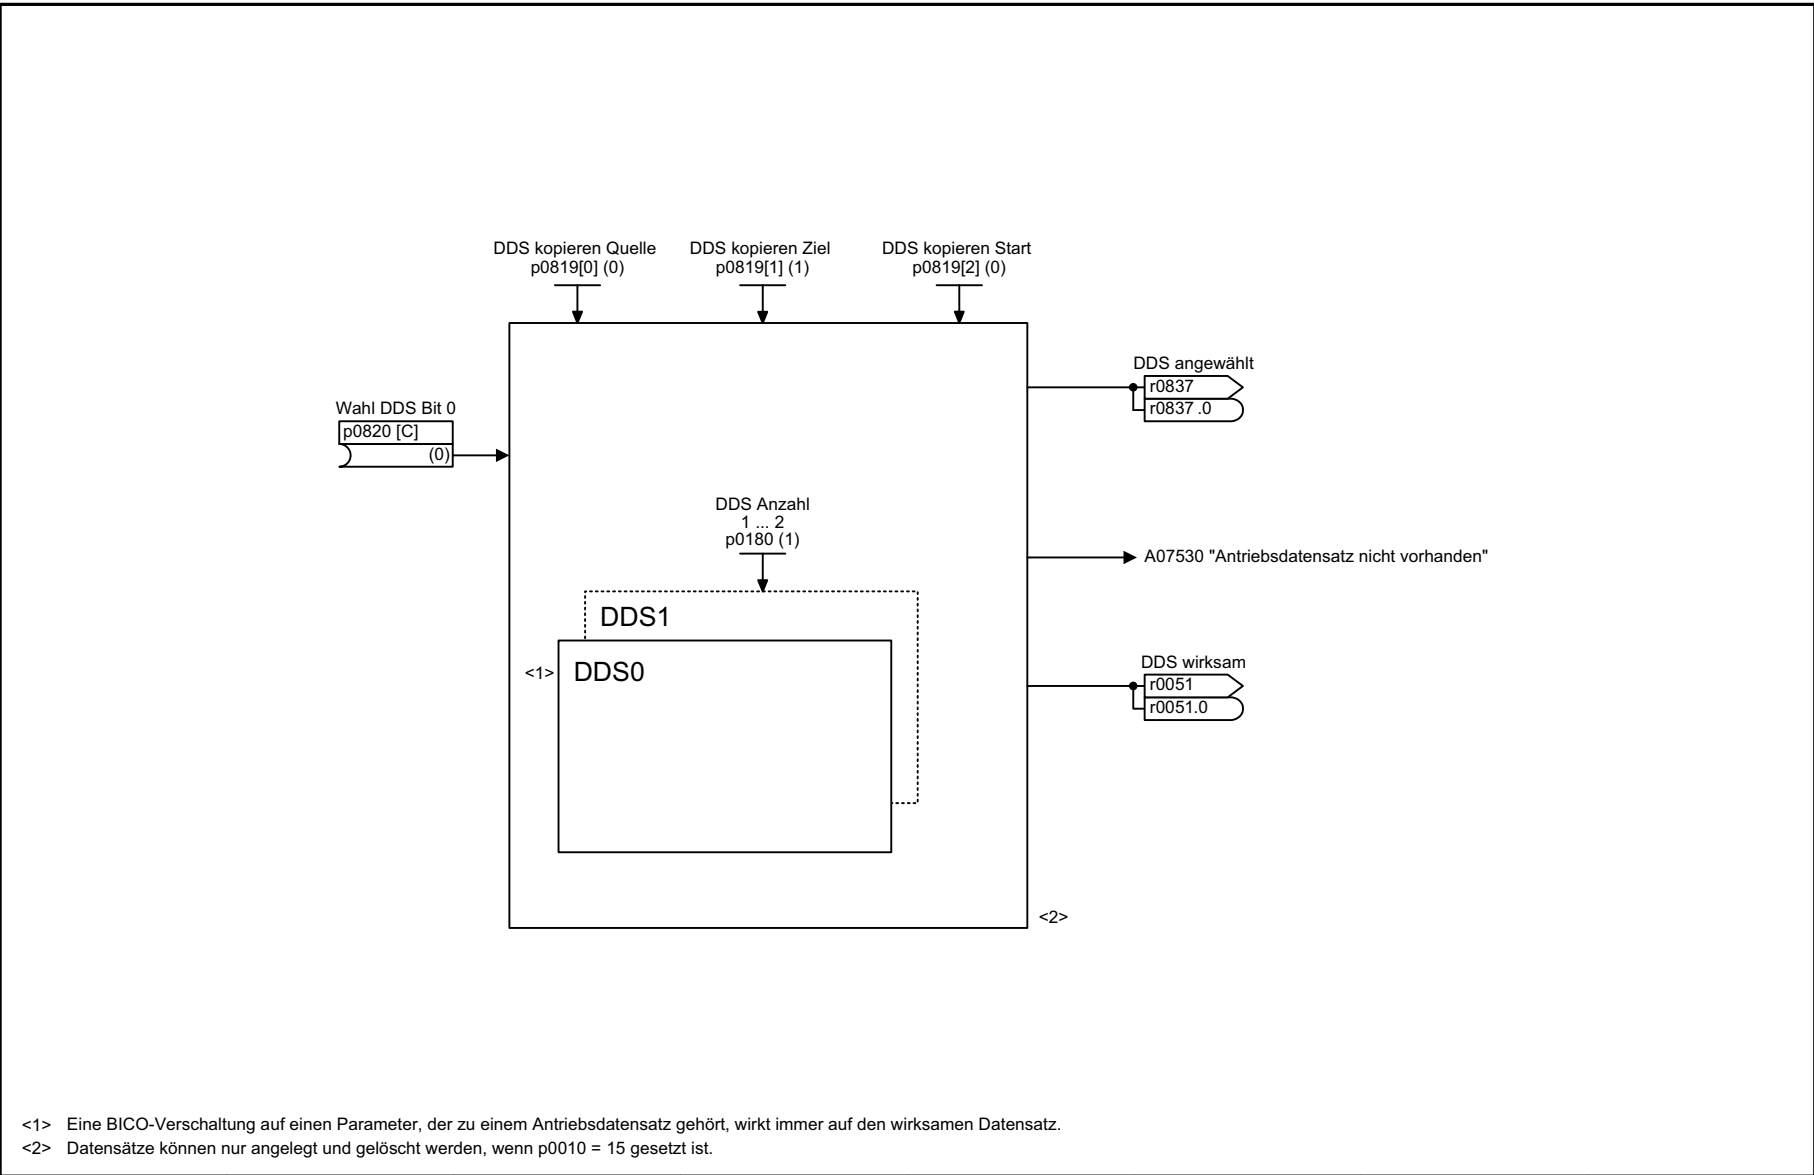 DDS kopieren Quelle
p0819[0] (0)
DDS kopieren Ziel
p0819[1] (1)
DDS kopieren Start
p0819[2] (0)
Wahl DDS Bit 0
p0820 [C]
(0)
DDS angewählt
r0837
r0837 .0
DDS Anzahl
1 ... 2
p0180 (1)
A07530 "Antriebsdatensatz nicht vorhanden"
DDS1
<1>
DDS0
DDS wirksam
r0051
r0051.0
<2>
<1> Eine BICO-Verschaltung auf einen Parameter, der zu einem Antriebsdatensatz gehört, wirkt immer auf den wirksamen Datensatz.
<2> Datensätze können nur angelegt und gelöscht werden, wenn p0010 = 15 gesetzt ist.